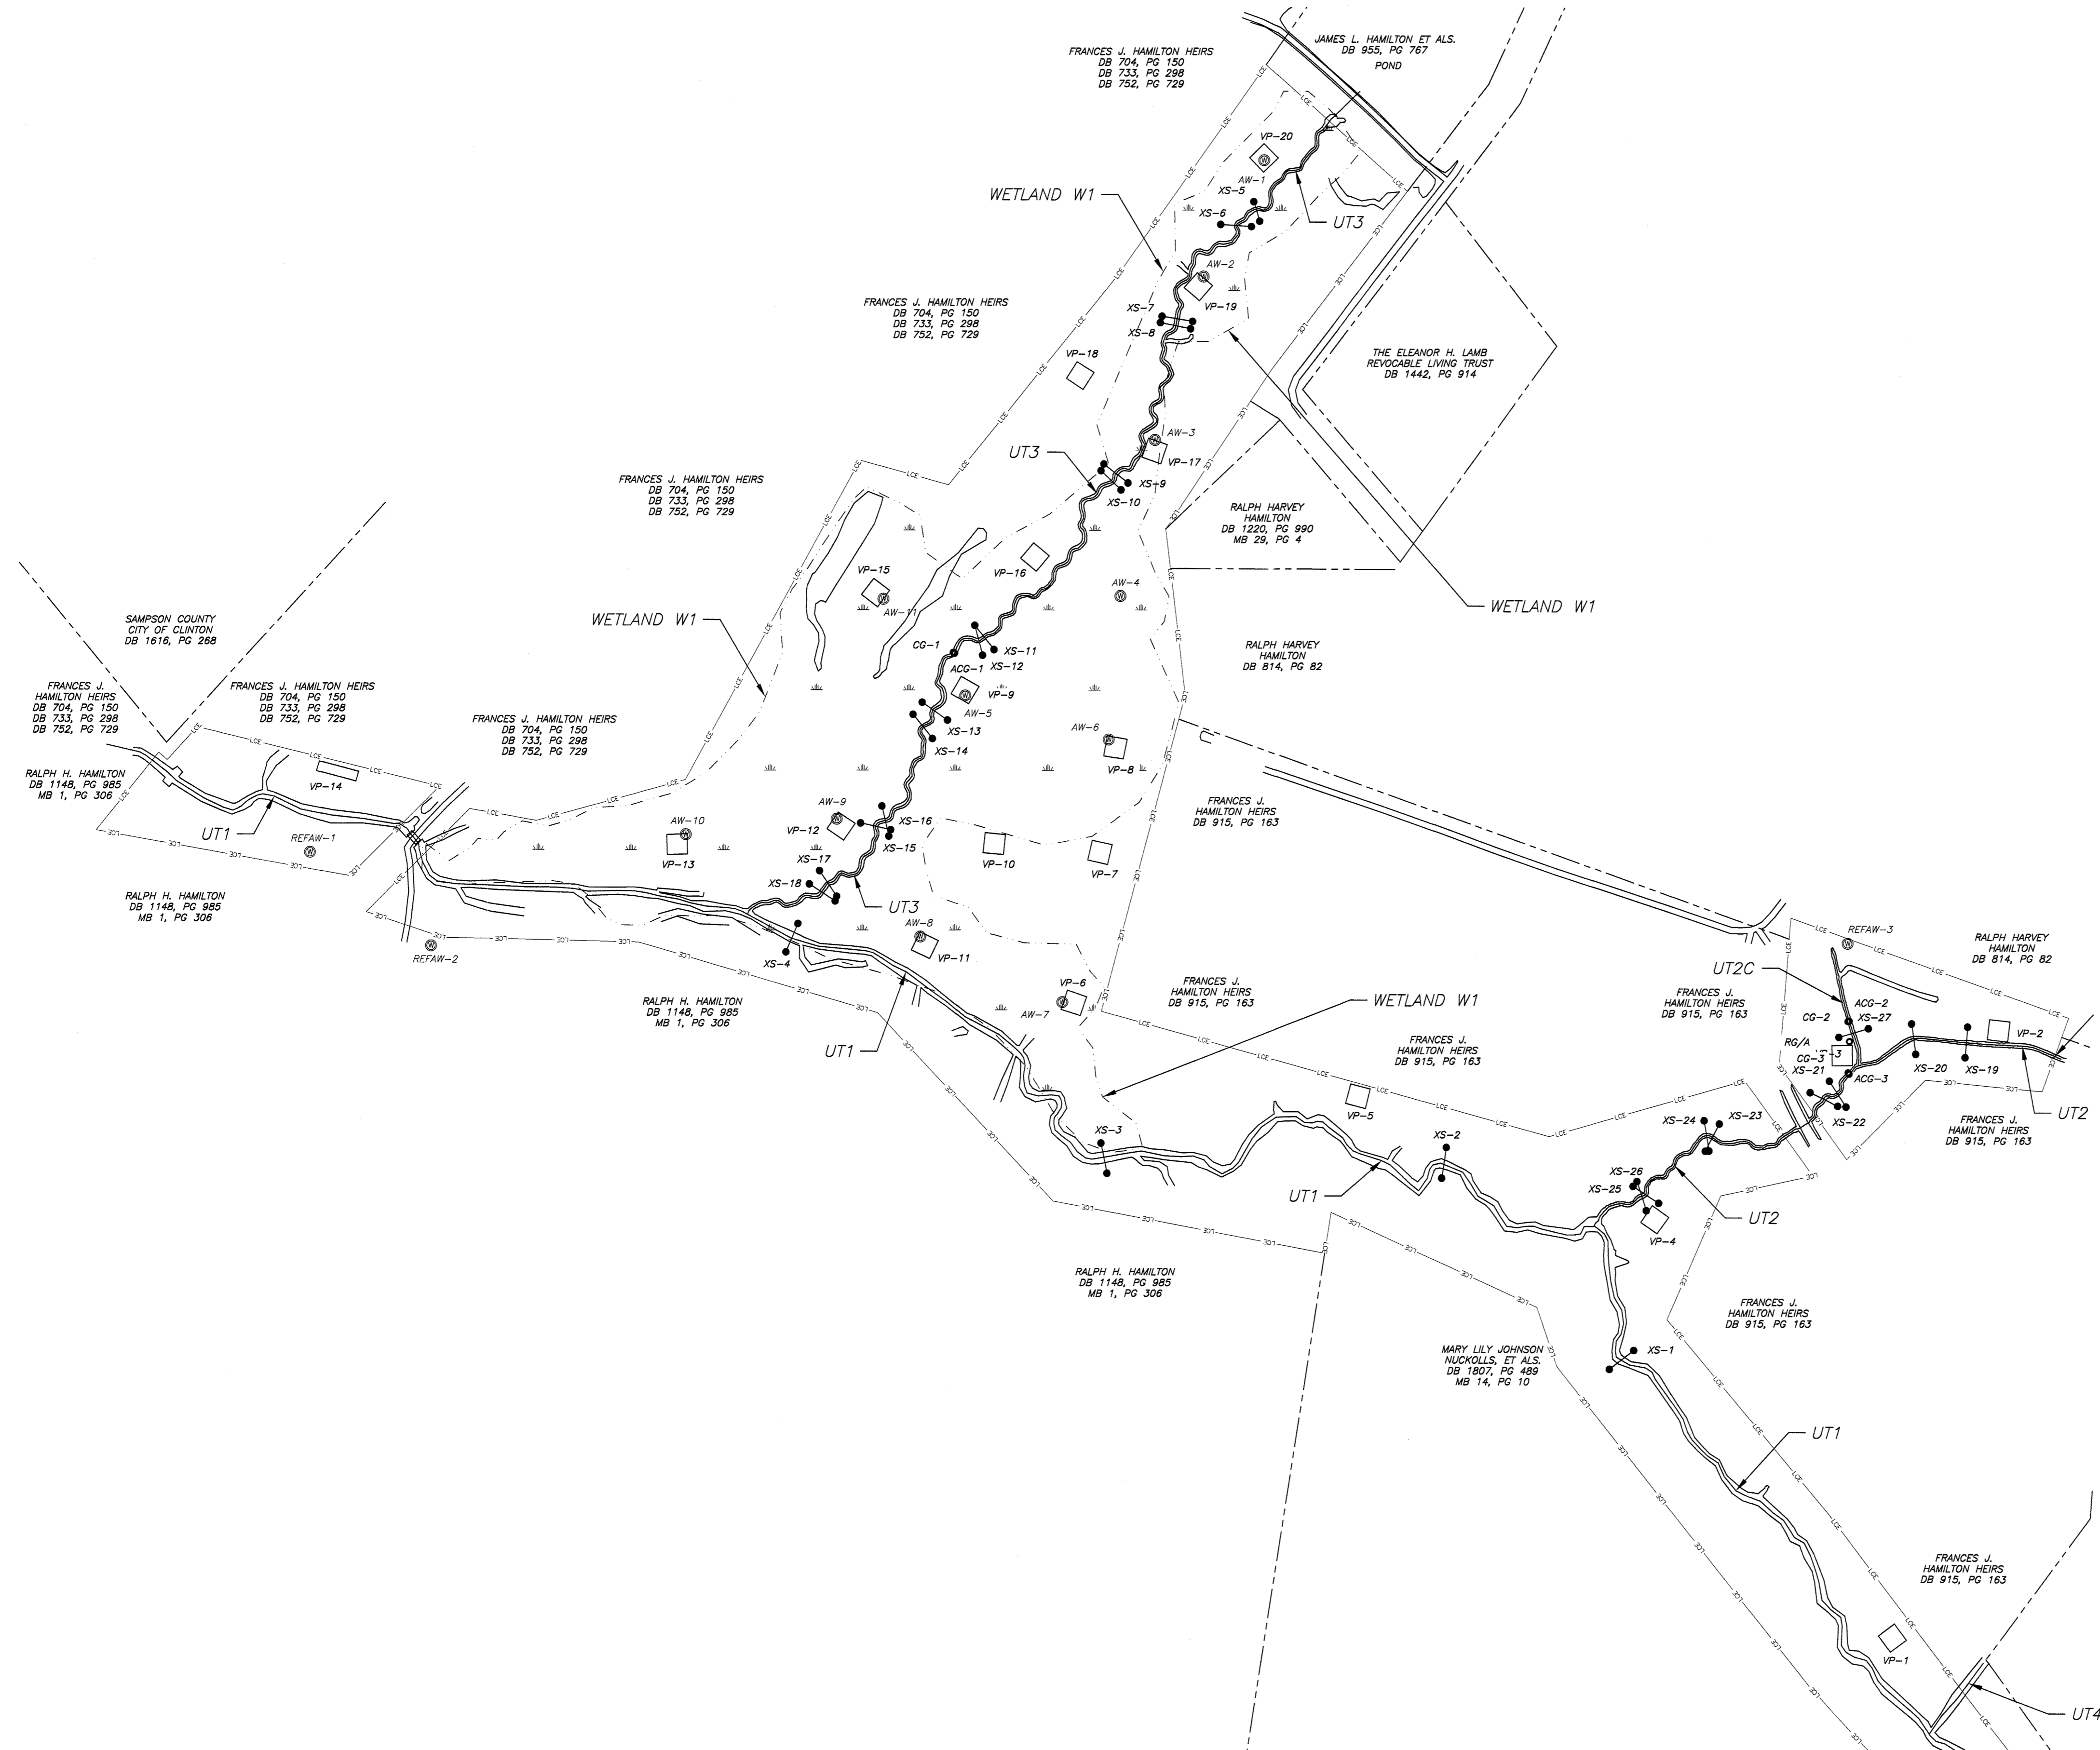 JAMES L. HAMILTON ET ALS.
DB 955, PG 767
POND
FRANCES J. HAMILTON HEIRS
DB 704, PG 150
DB 733, PG 298
DB 752, PG 729
VP-20
AW-1
XS-5
XS-6
UT3
WETLAND W1
AW-2
VP-19
XS-7
XS-8
FRANCES J. HAMILTON HEIRS
DB 704, PG 150
DB 733, PG 298
DB 752, PG 729
VP-18
THE ELEANOR H. LAMB
REVOCABLE LIVING TRUST
DB 1442, PG 914
AW-3
VP-17
UT3
XS-9
XS-10
FRANCES J. HAMILTON HEIRS
DB 704, PG 150
DB 733, PG 298
DB 752, PG 729
RALPH HARVEY
HAMILTON
DB 1220, PG 990
MB 29, PG 4
VP-15
AW-11
VP-16
AW-4
WETLAND W1
WETLAND W1
SAMPSON COUNTY
CITY OF CLINTON
DB 1616, PG 268
CG-1
ACG-1
XS-11
XS-12
RALPH HARVEY
HAMILTON
DB 814, PG 82
FRANCES J.
HAMILTON HEIRS
DB 704, PG 150
DB 733, PG 298
DB 752, PG 729
FRANCES J. HAMILTON HEIRS
DB 704, PG 150
DB 733, PG 298
DB 752, PG 729
FRANCES J. HAMILTON HEIRS
DB 704, PG 150
DB 733, PG 298
DB 752, PG 729
VP-9
AW-5
XS-13
XS-14
AW-6
VP-8
RALPH H. HAMILTON
DB 1148, PG 985
MB 1, PG 306
VP-14
UT1
REFAW-1
AW-10
VP-13
AW-9
VP-12
XS-16
XS-15
VP-10
VP-7
FRANCES J.
HAMILTON HEIRS
DB 915, PG 163
XS-17
XS-18
UT3
RALPH H. HAMILTON
DB 1148, PG 985
MB 1, PG 306
REFAW-2
XS-4
AW-8
VP-11
REFAW-3
RALPH HARVEY
HAMILTON
DB 814, PG 82
UT2C
FRANCES J.
HAMILTON HEIRS
DB 915, PG 163
FRANCES J.
HAMILTON HEIRS
DB 915, PG 163
VP-6
AW-7
WETLAND W1
RALPH H. HAMILTON
DB 1148, PG 985
MB 1, PG 306
UT1
ACG-2
CG-2
XS-27
RG/A
CG-3
-3
XS-21
ACG-3
XS-22
XS-20
XS-19
VP-2
UT2
FRANCES J.
HAMILTON HEIRS
DB 915, PG 163
VP-5
XS-3
XS-2
XS-24
XS-23
FRANCES J.
HAMILTON HEIRS
DB 915, PG 163
UT1
XS-26
XS-25
VP-4
UT2
RALPH H. HAMILTON
DB 1148, PG 985
MB 1, PG 306
FRANCES J.
HAMILTON HEIRS
DB 915, PG 163
MARY LILY JOHNSON
NUCKOLLS, ET ALS.
DB 1807, PG 489
MB 14, PG 10
XS-1
UT1
FRANCES J.
HAMILTON HEIRS
DB 915, PG 163
VP-1
UT4